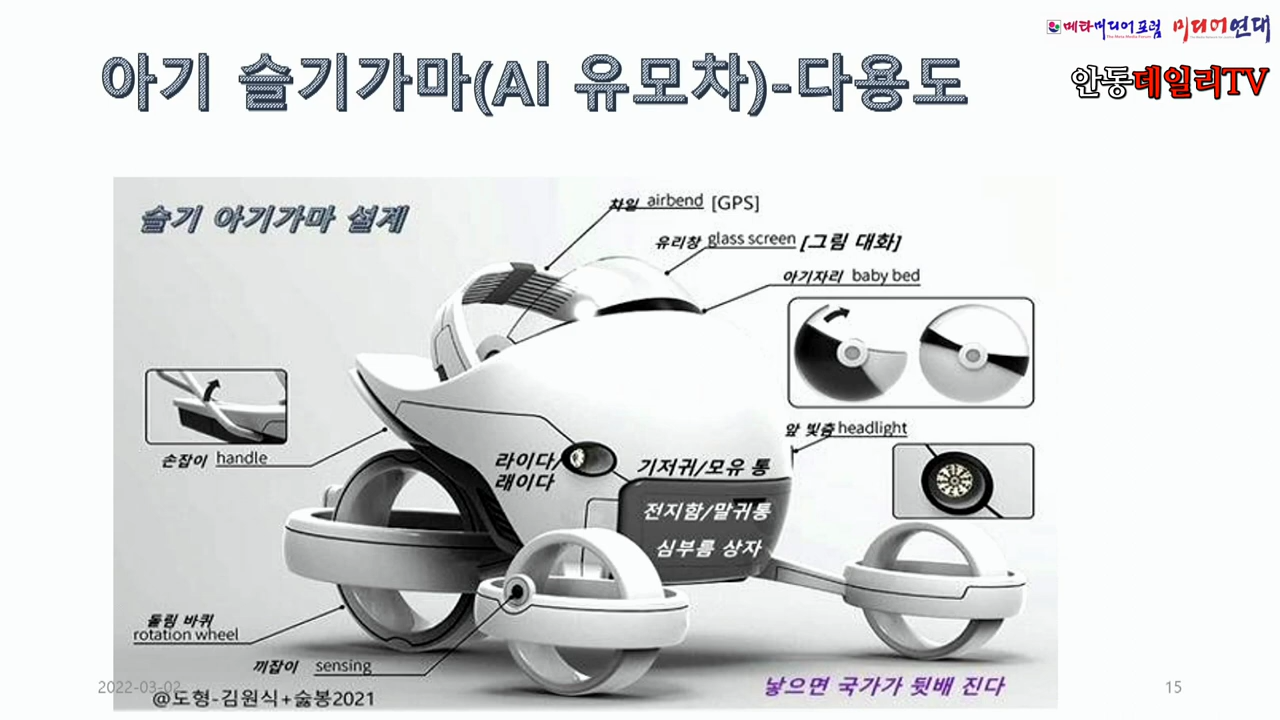 메타미디어포럼 미디어연대
안동데일리TV
아기 슬기가마(AI 유모차)-다용도
슬기 아기가마 설계
차일 airbend [GPS]
유리창 glass screen [그림 대화]
아기자리 baby bed
앞 빛춤 headlight
손잡이 handle
라이다/
래이다
기저귀/모유 통
전지함/말귀통
심부름 상자
돌림 바퀴
rotation wheel
끼잡이 sensing
2022-03-02
@도형-김원식+술봉2021
낳으면 국가가 뒷배 진다
15